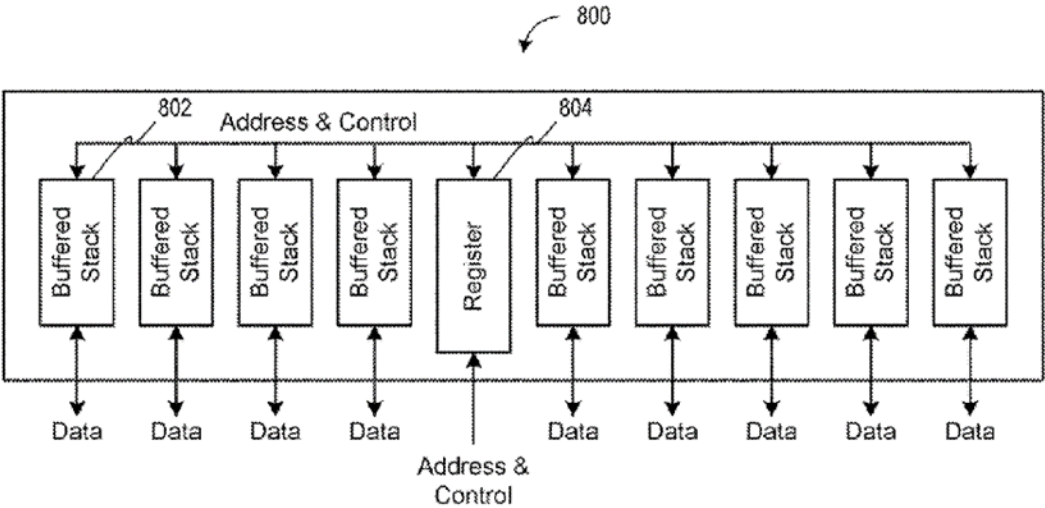 800
802
804
Address & Control
Buffered
Stack
Buffered
Stack
Buffered
Stack
Buffered
Stack
Register
Buffered
Stack
Buffered
Stack
Buffered
Stack
Buffered
Stack
Buffered
Stack
Data
Data
Data
Data
Data
Data
Data
Data
Data
Address &
Control